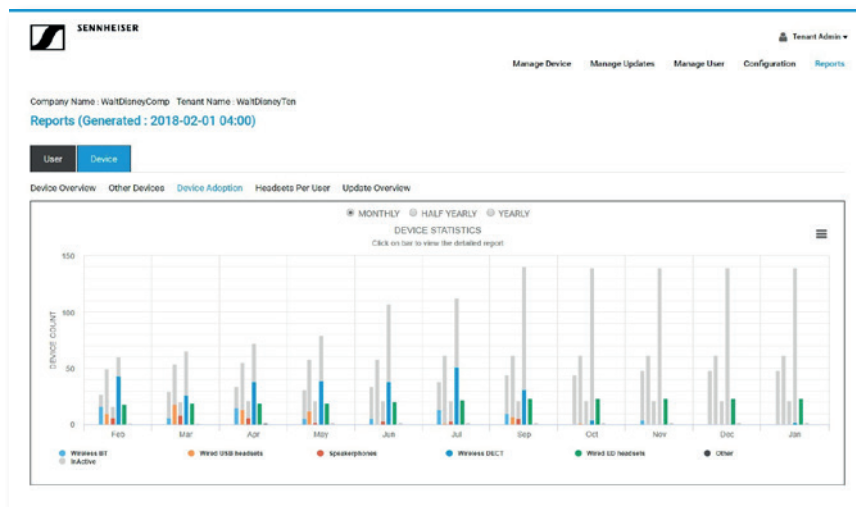 SENNHEISER
Tenant Admin
Manage Device Manage Updates Manage User Configuration Reports
Company Name : WaltDisneyComp Tenant Name : WaltDisneyTen
Reports (Generated : 2018-02-01 04:00)
User Device
Device Overview Other Devices Device Adoption Headsets Per User Update Overview
MONTHLY HALF YEARLY YEARLY
DEVICE STATISTICS
Click on bar to view the detailed report
150
100
50
0
DEVICE COUNT
Feb Mar Apr May Jun Jul Sep Oct Nov Dec Jan
Wireless BT Wired USB headsets Speakerphones Wireless DECT Wired ED headsets Other
InActive